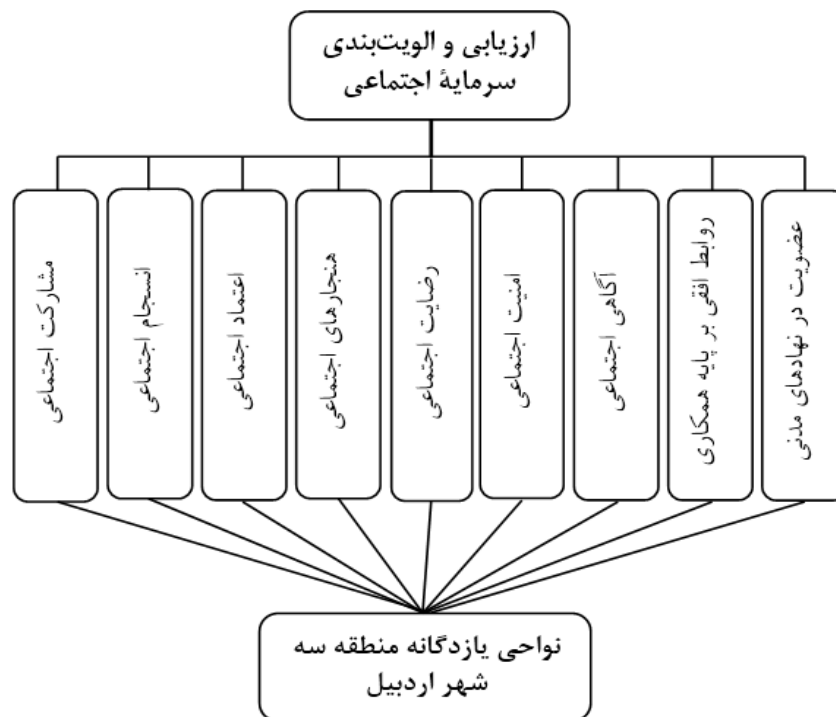 ارزیابی و الویت‌بندی
سرمایهٔ اجتماعی
عضویت در نهادهای مدنی
روابط افقی بر پایه همکاری
آگاهی اجتماعی
امنیت اجتماعی
رضایت اجتماعی
هنجارهای اجتماعی
اعتماد اجتماعی
انسجام اجتماعی
مشارکت اجتماعی
نواحی یازدگانه منطقه سه
شهر اردبیل